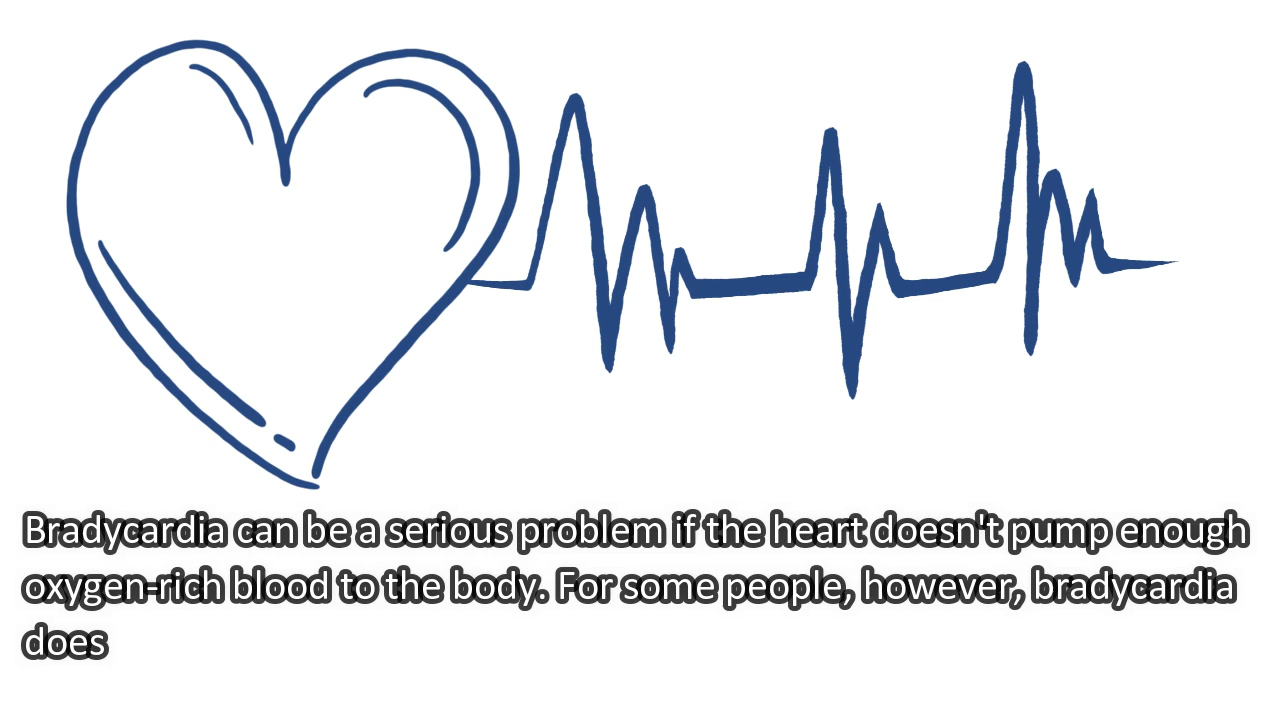 Bradycardia can be a serious problem if the heart doesn't pump enough
oxygen-rich blood to the body. For some people, however, bradycardia
does